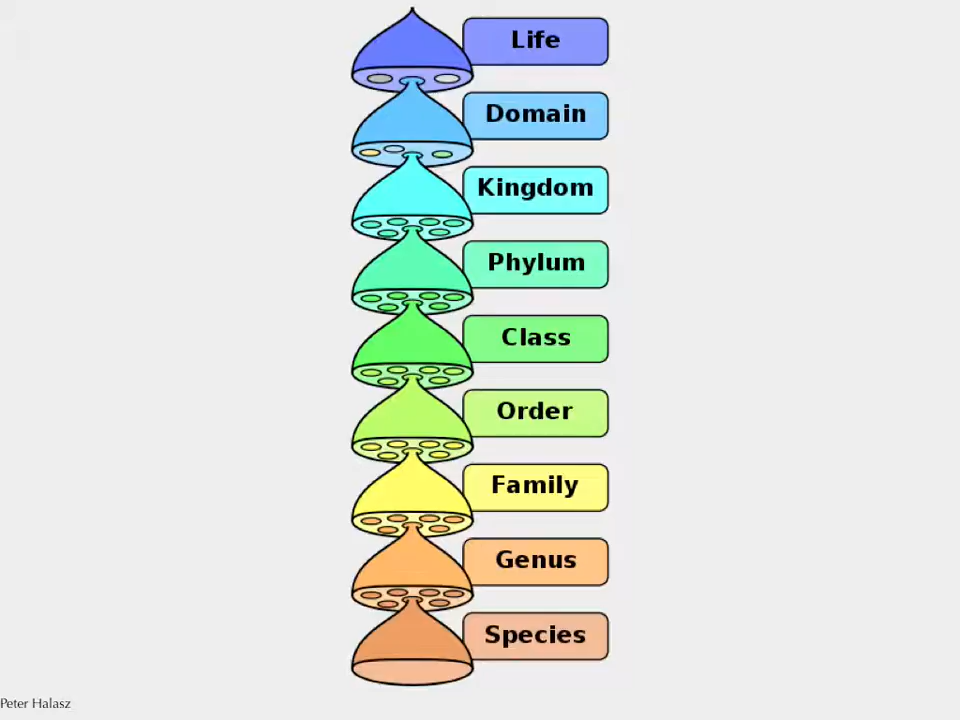 Life
Domain
Kingdom
Phylum
Class
Order
Family
Genus
Species
Peter Halasz